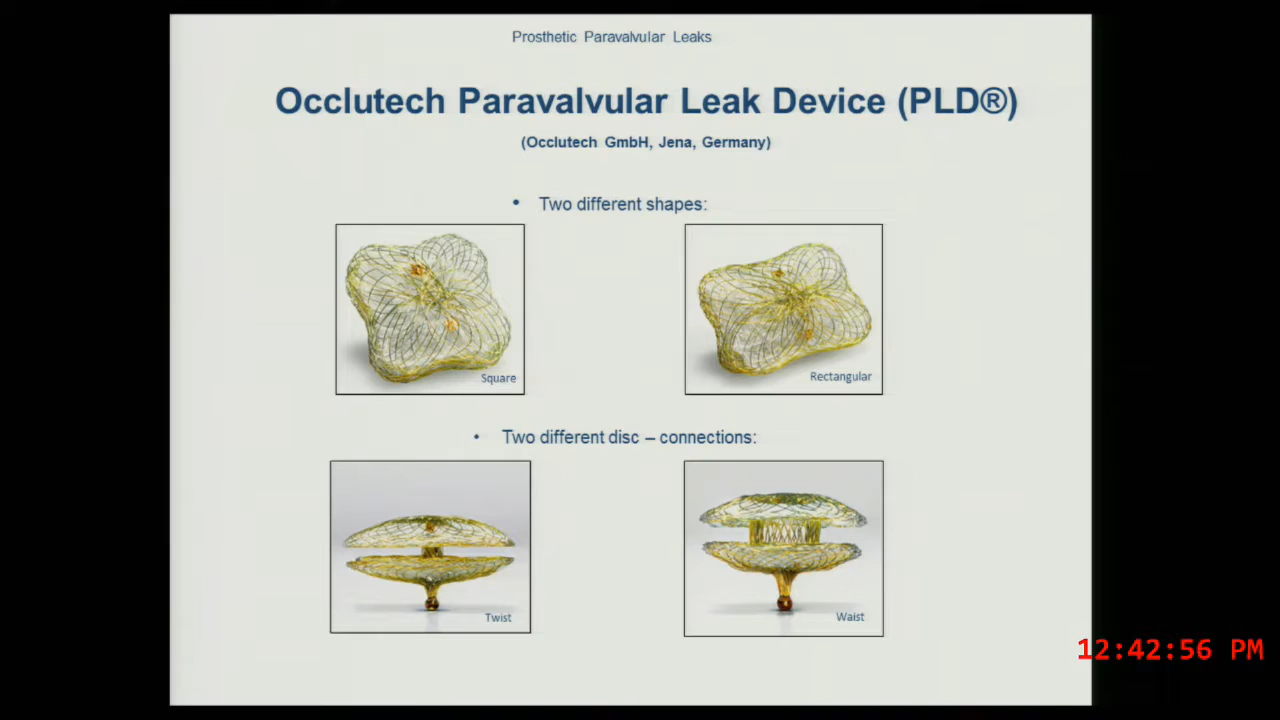 Prosthetic Paravalvular Leaks
Occlutech Paravalvular Leak Device (PLD®)
(Occlutech GmbH, Jena, Germany)
• Two different shapes:
Square
Rectangular
• Two different disc – connections:
Twist
Waist
12:42:56 PM